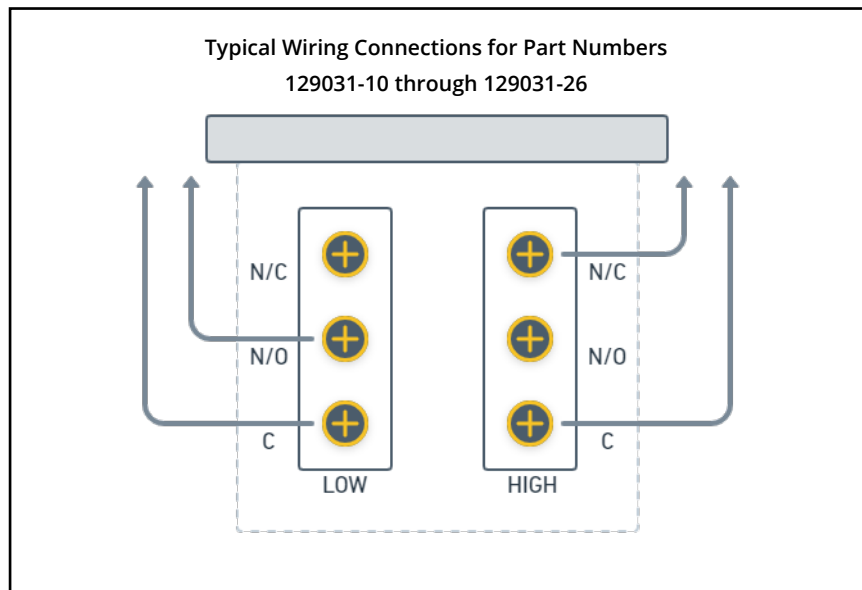 Typical Wiring Connections for Part Numbers
129031-10 through 129031-26
N/C
N/C
N/O
N/O
C
C
LOW
HIGH